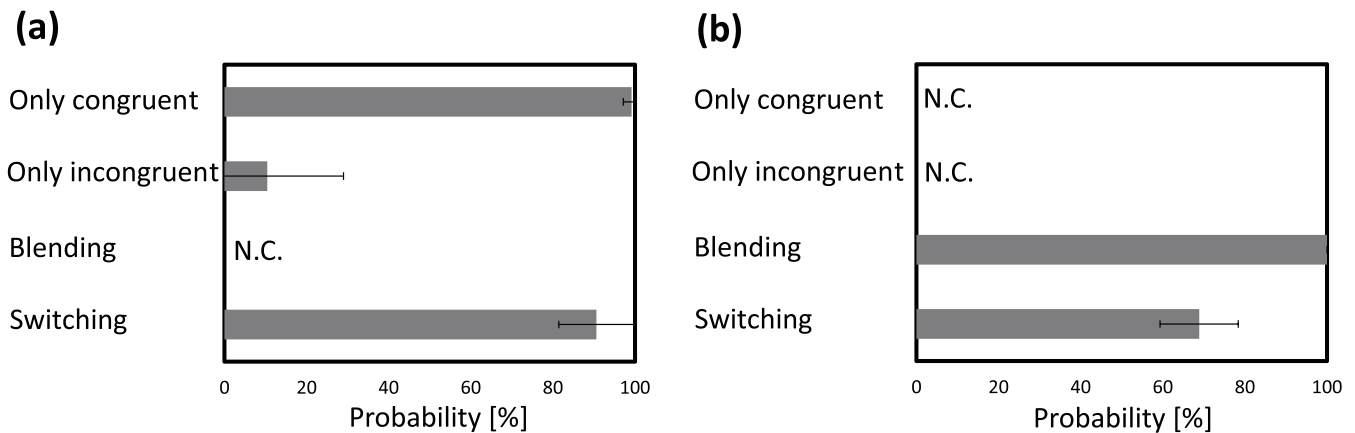 (a)
Only congruent
Only incongruent
Blending
N.C.
Switching
0 20 40 60 80 100
Probability [%]
(b)
Only congruent
N.C.
Only incongruent
N.C.
Blending
Switching
0 20 40 60 80 100
Probability [%]